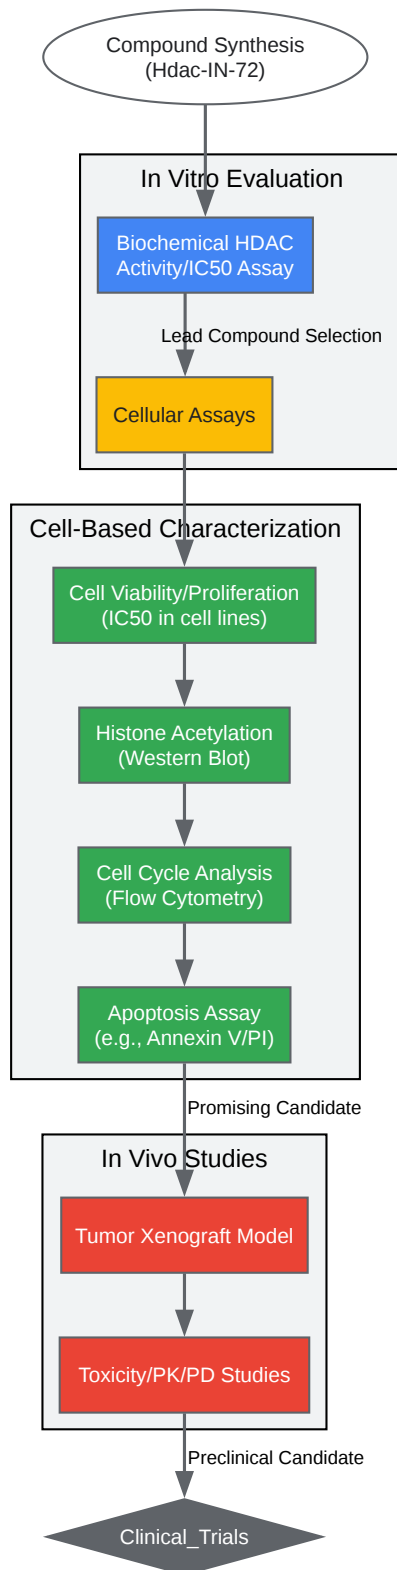 Compound Synthesis
(Hdac-IN-72)
In Vitro Evaluation
Biochemical HDAC
Activity/IC50 Assay
Lead Compound Selection
Cellular Assays
Cell-Based Characterization
Cell Viability/Proliferation
(IC50 in cell lines)
Histone Acetylation
(Western Blot)
Cell Cycle Analysis
(Flow Cytometry)
Apoptosis Assay
(e.g., Annexin V/PI)
Promising Candidate
In Vivo Studies
Tumor Xenograft Model
Toxicity/PK/PD Studies
Preclinical Candidate
Clinical_Trials